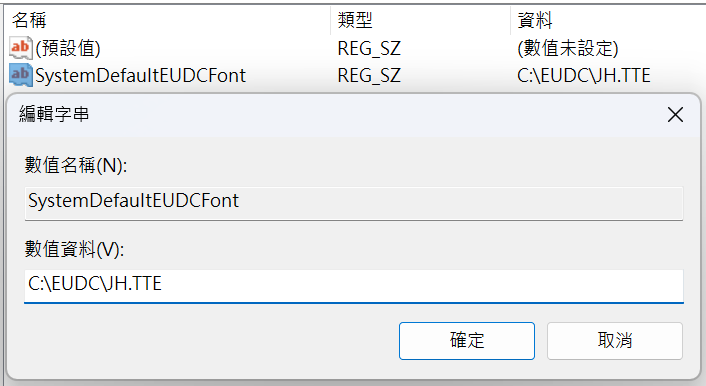 名稱 類型 資料
ab (預設值) REG_SZ (數值未設定)
ab SystemDefaultEUDCFont REG_SZ C:\EUDC\JH.TTE
編輯字串
數值名稱(N):
SystemDefaultEUDCFont
數值資料(V):
C:\EUDC\JH.TTE
確定 取消